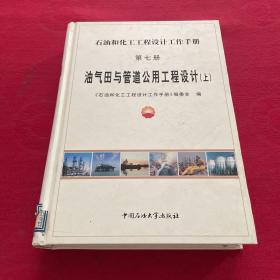 石油和化工工程设计工作手册
第七册
油气田与管道公用工程设计(上)
《石油和化工工程设计工作手册》编委会 编
中国石油大学出版社